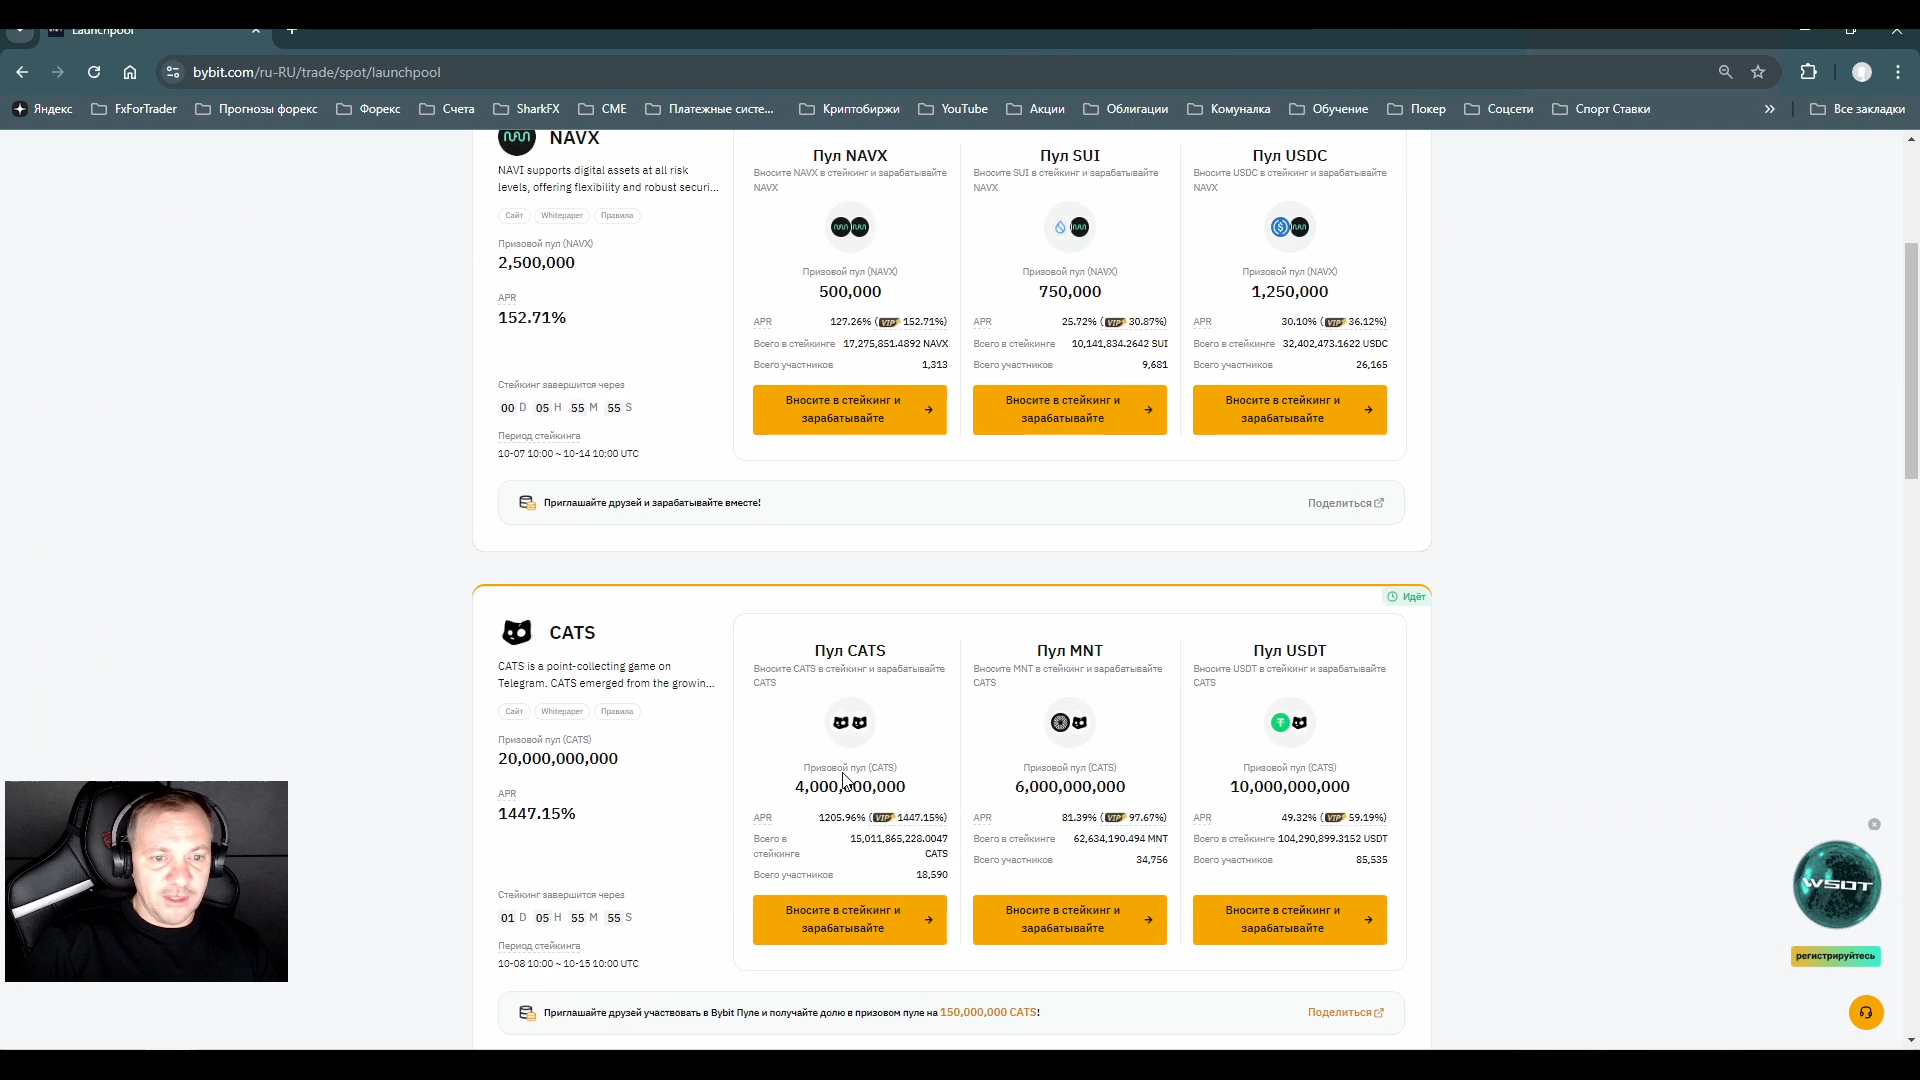 Launchpool
bybit.com/ru-RU/trade/spot/launchpool
Яндекс FxForTrader Прогнозы форекс Форекс Счета SharkFX CME Платежные систе... Криптобиржи YouTube Акции Облигации Комуналка Обучение Покер Соцсети Спорт Ставки » Все закладки
NAVX
NAVI supports digital assets at all risk
levels, offering flexibility and robust securi...
Сайт Whitepaper Правила
Призовой пул (NAVX)
2,500,000
APR
152.71%
Стейкинг завершится через
00 D 05 H 55 M 55 S
Период стейкинга
10-07 10:00 ~ 10-14 10:00 UTC
Пул NAVX
Вносите NAVX в стейкинг и зарабатывайте
NAVX
Призовой пул (NAVX)
500,000
APR 127.26% (VIP 152.71%)
Всего в стейкинге 17,275,851.4892 NAVX
Всего участников 1,313
Вносите в стейкинг и
зарабатывайте
Пул SUI
Вносите SUI в стейкинг и зарабатывайте
NAVX
Призовой пул (NAVX)
750,000
APR 25.72% (VIP 30.87%)
Всего в стейкинге 10,141,834.2642 SUI
Всего участников 9,681
Вносите в стейкинг и
зарабатывайте
Пул USDC
Вносите USDC в стейкинг и зарабатывайте
NAVX
Призовой пул (NAVX)
1,250,000
APR 30.10% (VIP 36.12%)
Всего в стейкинге 32,402,473.1622 USDC
Всего участников 26,165
Вносите в стейкинг и
зарабатывайте
Приглашайте друзей и зарабатывайте вместе! Поделиться
Идёт
CATS
CATS is a point-collecting game on
Telegram. CATS emerged from the growin...
Сайт Whitepaper Правила
Призовой пул (CATS)
20,000,000,000
APR
1447.15%
Стейкинг завершится через
01 D 05 H 55 M 55 S
Период стейкинга
10-08 10:00 ~ 10-15 10:00 UTC
Пул CATS
Вносите CATS в стейкинг и зарабатывайте
CATS
Призовой пул (CATS)
4,000,000,000
APR 1205.96% (VIP 1447.15%)
Всего в 15,011,865,228.0047
стейкинге CATS
Всего участников 18,590
Вносите в стейкинг и
зарабатывайте
Пул MNT
Вносите MNT в стейкинг и зарабатывайте
CATS
Призовой пул (CATS)
6,000,000,000
APR 81.39% (VIP 97.67%)
Всего в стейкинге 62,634,190.494 MNT
Всего участников 34,756
Вносите в стейкинг и
зарабатывайте
Пул USDT
Вносите USDT в стейкинг и зарабатывайте
CATS
Призовой пул (CATS)
10,000,000,000
APR 49.32% (VIP 59.19%)
Всего в стейкинге 104,290,899.3152 USDT
Всего участников 85,535
Вносите в стейкинг и
зарабатывайте
Приглашайте друзей участвовать в Bybit Пуле и получайте долю в призовом пуле на 150,000,000 CATS! Поделиться
WSOT
регистрируйтесь